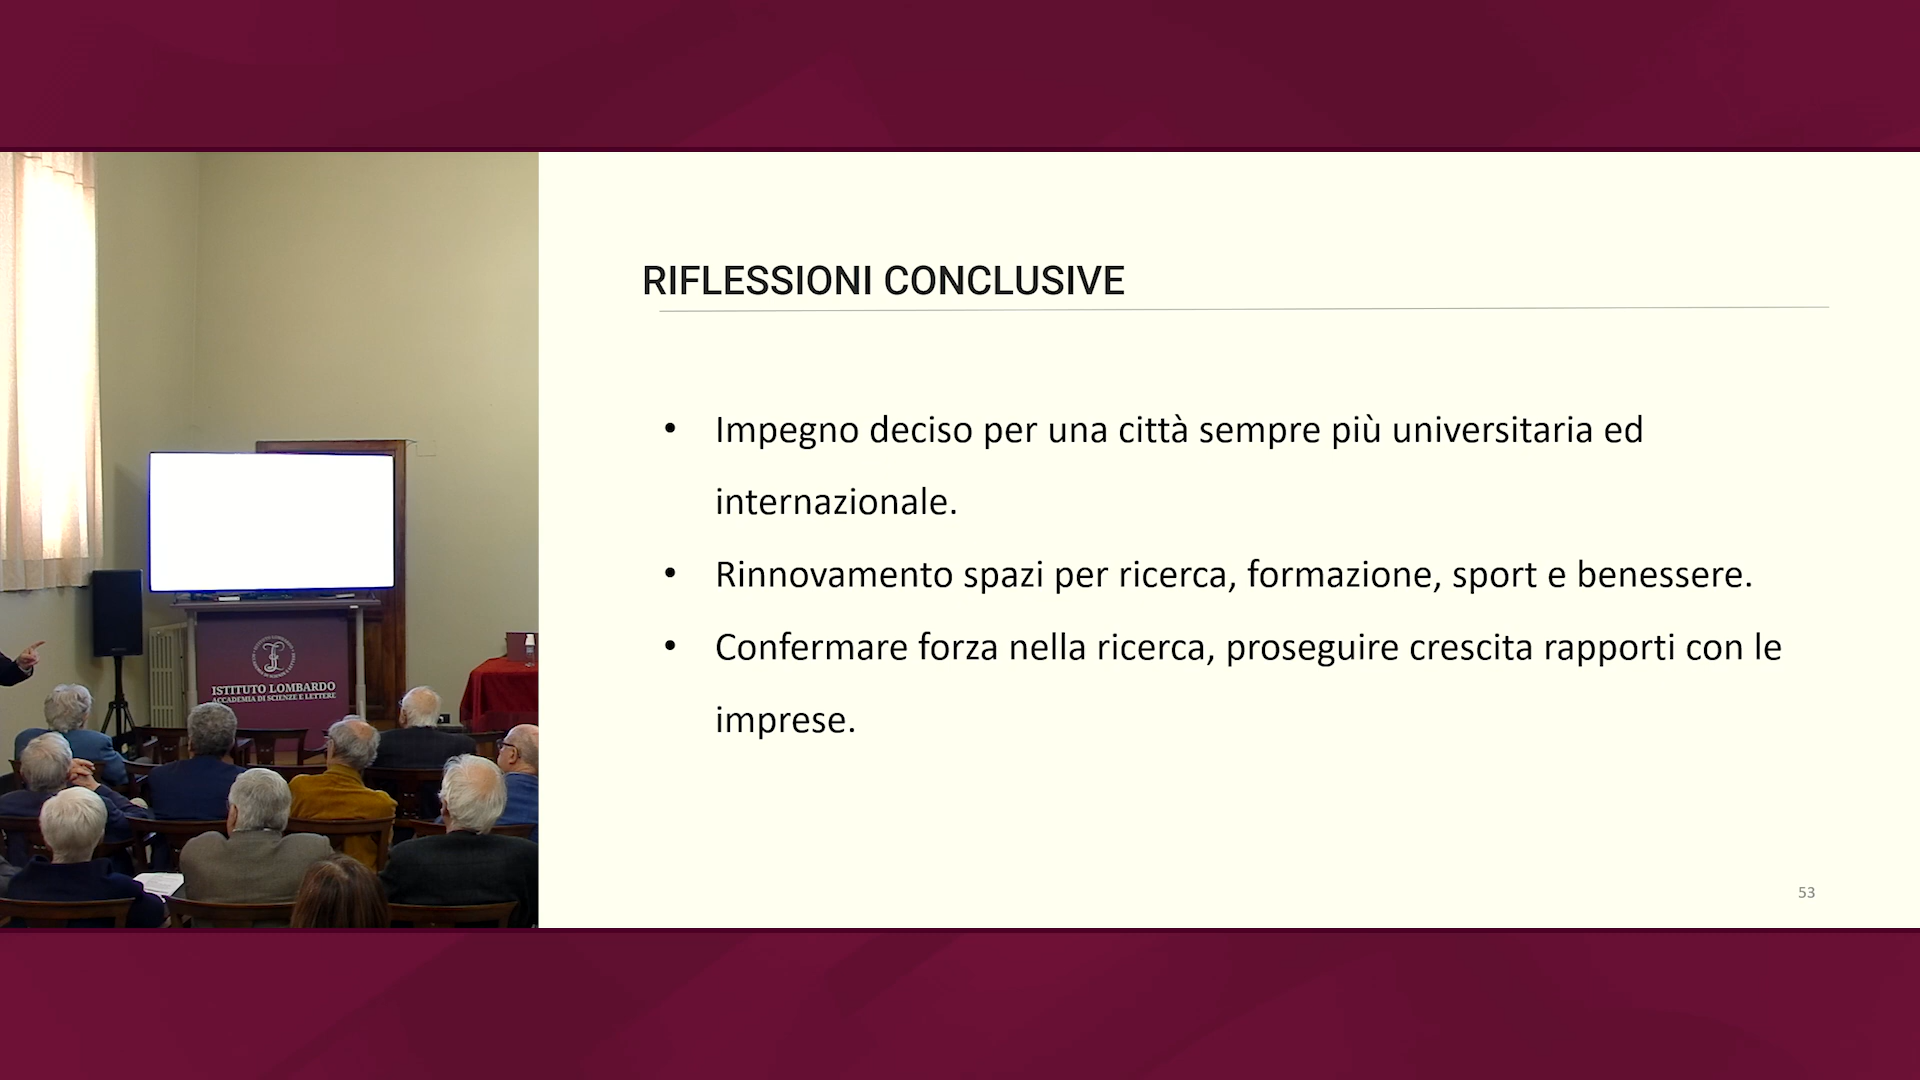 RIFLESSIONI CONCLUSIVE
• Impegno deciso per una città sempre più universitaria ed
internazionale.
• Rinnovamento spazi per ricerca, formazione, sport e benessere.
• Confermare forza nella ricerca, proseguire crescita rapporti con le
imprese.
53
ISTITUTO LOMBARDO
ACCADEMIA DI SCIENZE E LETTERE